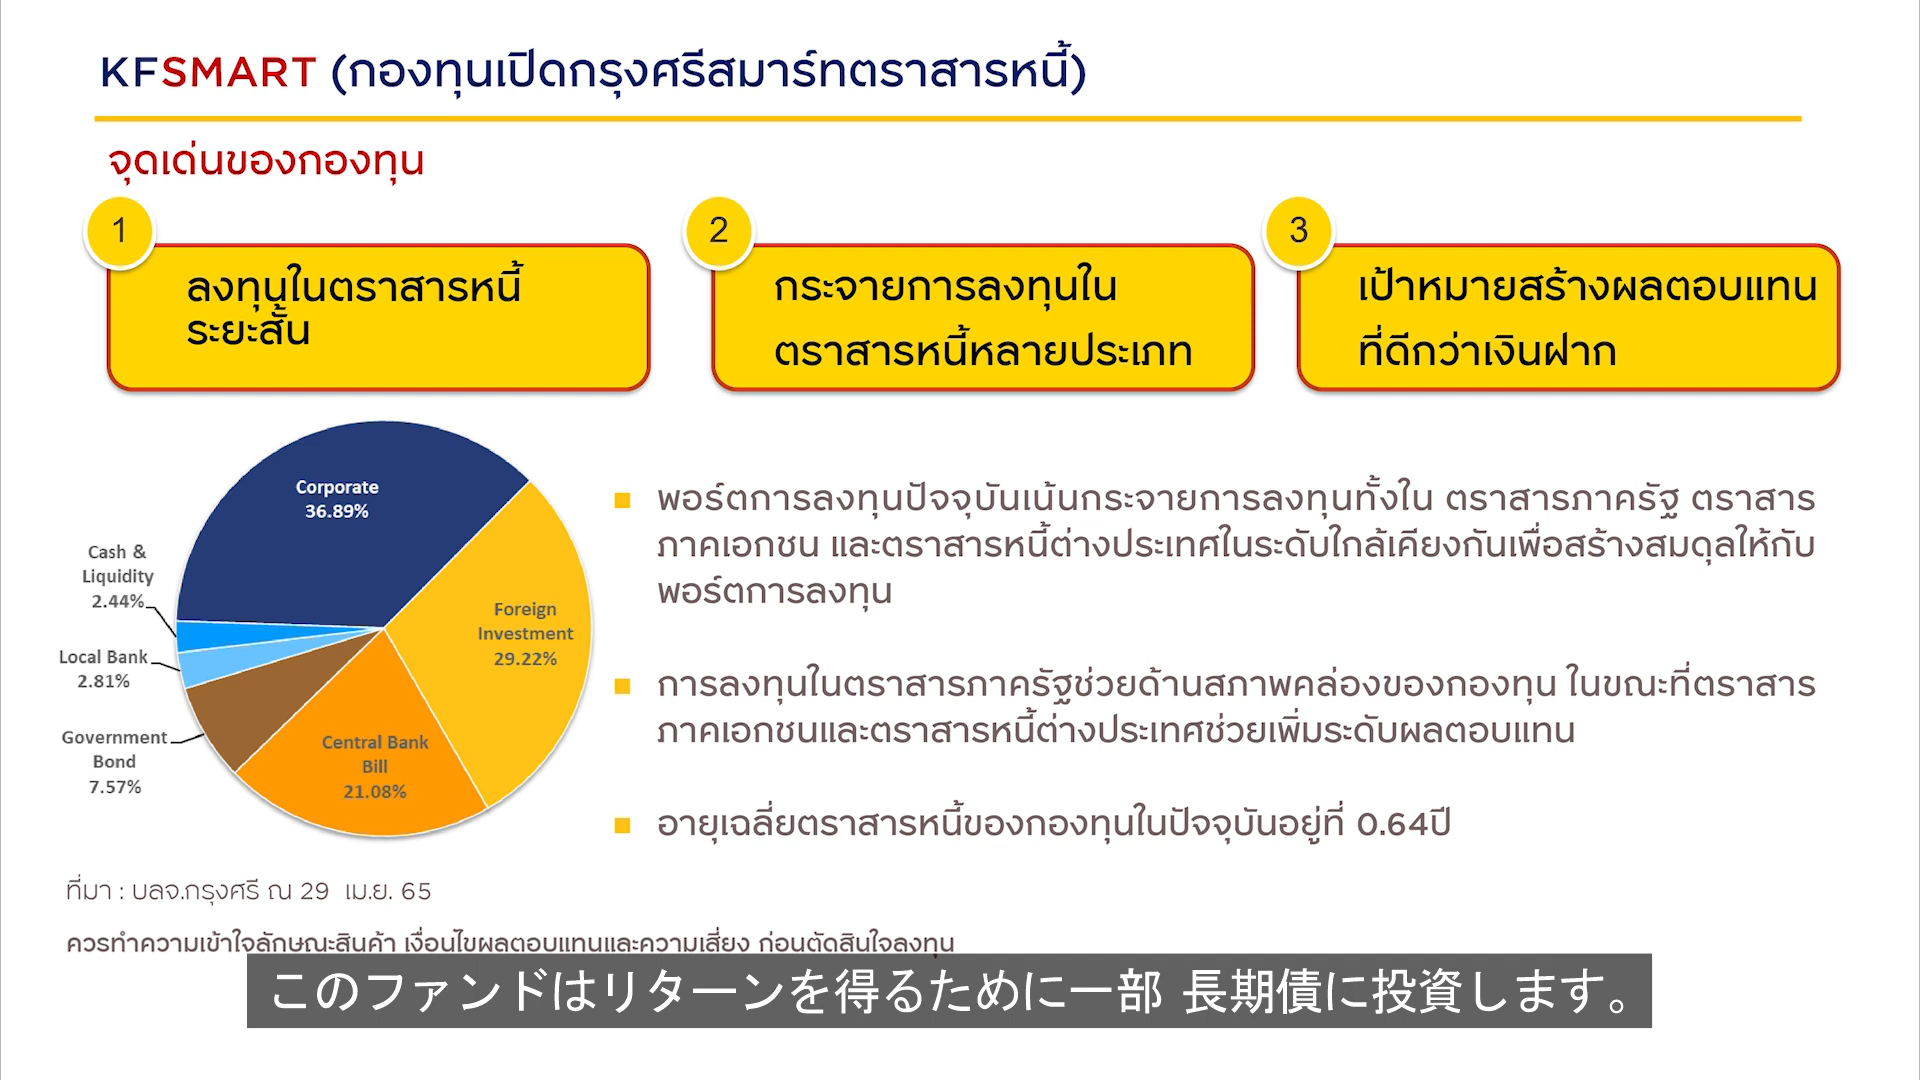 KFSMART (กองทุนเปิดกรุงศรีสมาร์ทตราสารหนี้)
จุดเด่นของกองทุน
1
ลงทุนในตราสารหนี้
ระยะสั้น
2
กระจายการลงทุนใน
ตราสารหนี้หลายประเภท
3
เป้าหมายสร้างผลตอบแทน
ที่ดีกว่าเงินฝาก
Corporate
36.89%
Cash &
Liquidity
2.44%
Local Bank
2.81%
Government
Bond
7.57%
Central Bank
Bill
21.08%
Foreign
Investment
29.22%
พอร์ตการลงทุนปัจจุบันเน้นกระจายการลงทุนทั้งใน ตราสารภาครัฐ ตราสาร
ภาคเอกชน และตราสารหนี้ต่างประเทศในระดับใกล้เคียงกันเพื่อสร้างสมดุลให้กับ
พอร์ตการลงทุน
การลงทุนในตราสารภาครัฐช่วยด้านสภาพคล่องของกองทุน ในขณะที่ตราสาร
ภาคเอกชนและตราสารหนี้ต่างประเทศช่วยเพิ่มระดับผลตอบแทน
อายุเฉลี่ยตราสารหนี้ของกองทุนในปัจจุบันอยู่ที่ 0.64ปี
ที่มา : บลจ.กรุงศรี ณ 29 เม.ย. 65
ควรทำความเข้าใจลักษณะสินค้า เงื่อนไขผลตอบแทนและความเสี่ยง ก่อนตัดสินใจลงทุน
このファンドはリターンを得るために一部 長期債に投資します。